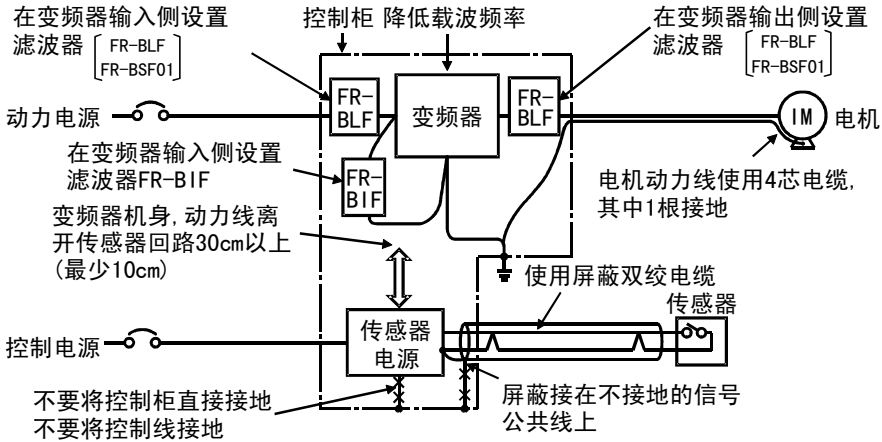 在变频器输入侧设置
滤波器 FR-BLF
FR-BSF01
控制柜 降低载波频率
在变频器输出侧设置
滤波器 FR-BLF
FR-BSF01
FR-
BLF
变频器
FR-
BLF
动力电源
IM 电机
在变频器输入侧设置
滤波器FR-BIF
FR-
BIF
电机动力线使用4芯电缆,
其中1根接地
变频器机身,动力线离
开传感器回路30cm以上
(最少10cm)
使用屏蔽双绞电缆
传感器
控制电源
传感器
电源
不要将控制柜直接接地
不要将控制线接地
屏蔽接在不接地的信号
公共线上